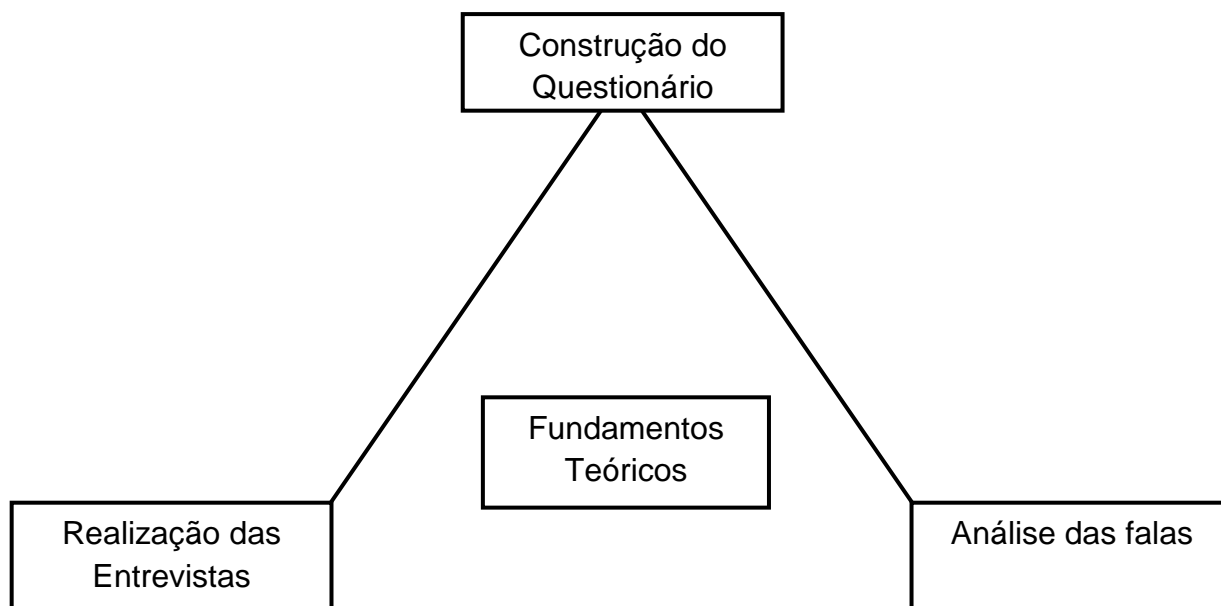 Construção do
Questionário
Fundamentos
Teóricos
Realização das
Entrevistas
Análise das falas